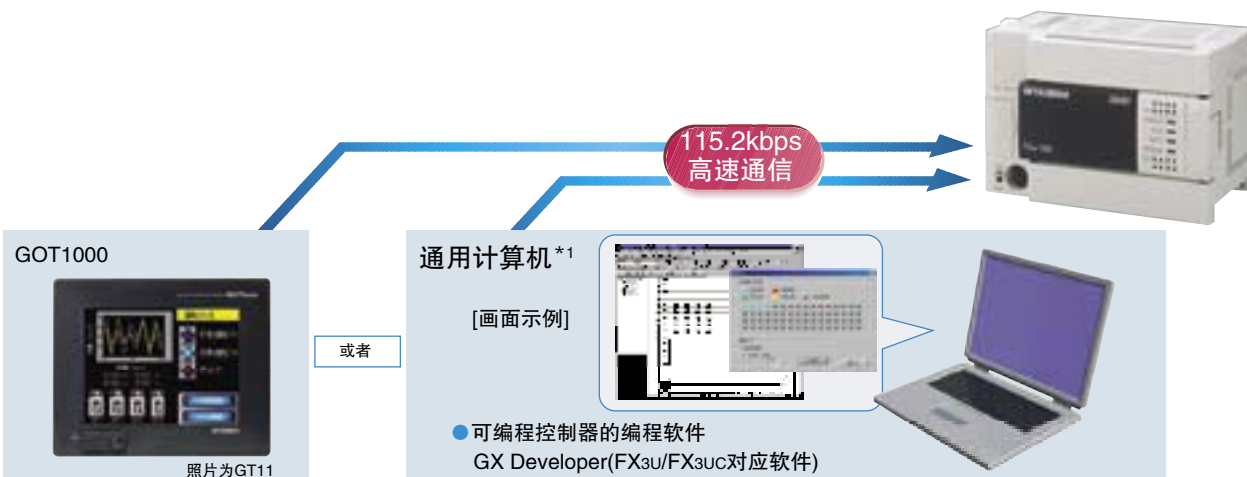 115.2kbps
高速通信
GOT1000
照片为GT11
或者
通用计算机*1
[画面示例]
●可编程控制器的编程软件
GX Developer(FX3U/FX3UC对应软件)